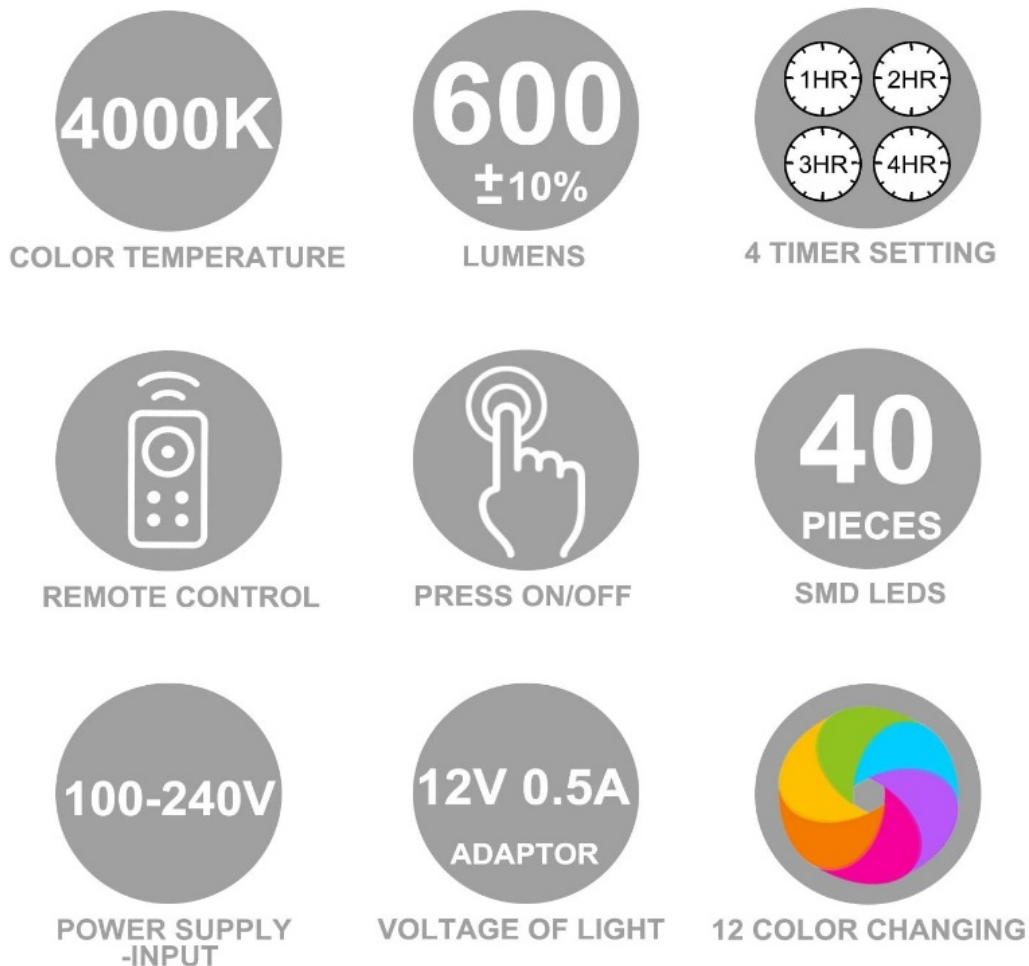 4000K
COLOR TEMPERATURE
600
±10%
LUMENS
1HR
2HR
3HR
4HR
4 TIMER SETTING
REMOTE CONTROL
PRESS ON/OFF
40
PIECES
SMD LEDS
100-240V
POWER SUPPLY
-INPUT
12V 0.5A
ADAPTOR
VOLTAGE OF LIGHT
12 COLOR CHANGING